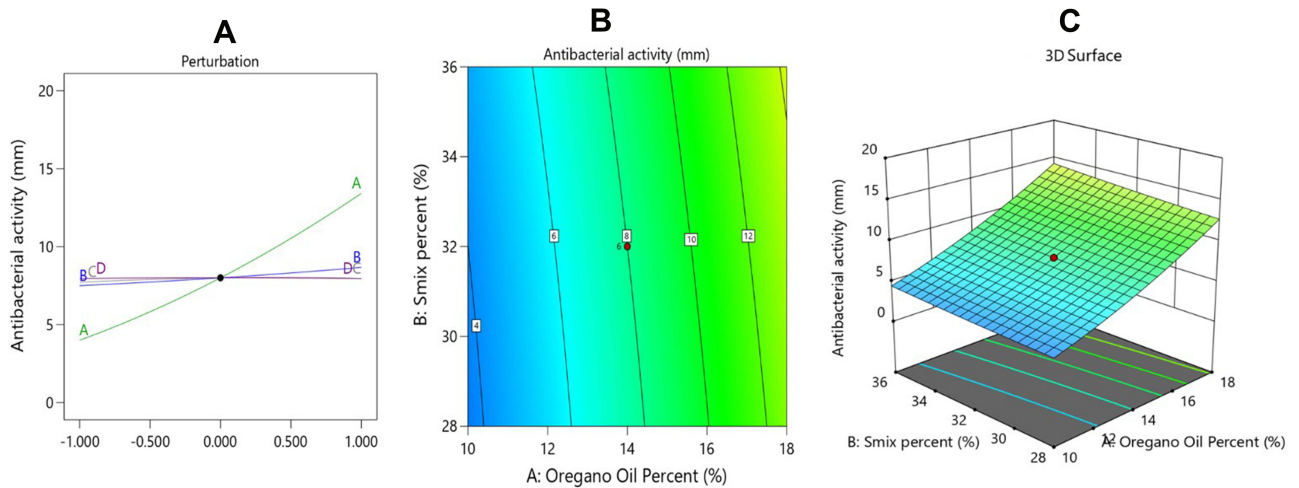 A
Perturbation
Antibacterial activity (mm)
20
15
10
5
0
A
B
C
D
A
B
D
C
-1.000
-0.500
0.000
0.500
1.000
B
Antibacterial activity (mm)
B: Smix percent (%)
36
34
32
30
28
4
6
6
8
10
12
10
12
14
16
18
A: Oregano Oil Percent (%)
C
3D Surface
Antibacterial activity (mm)
20
15
10
5
0
36
34
32
30
28
B: Smix percent (%)
10
12
14
16
18
A: Oregano Oil Percent (%)